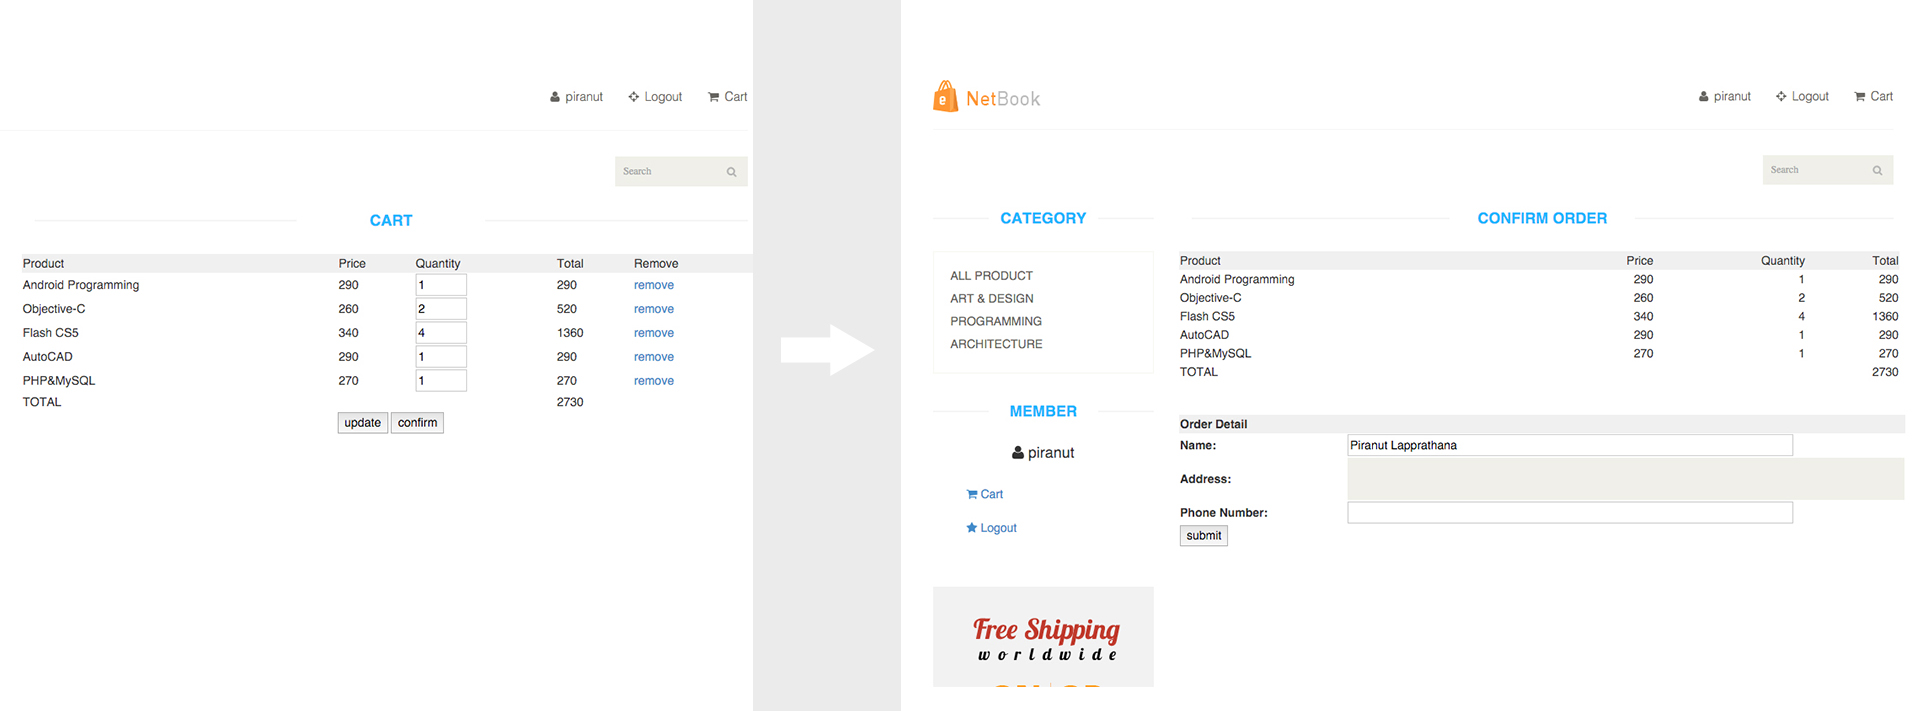 piranut Logout Cart
Search
CART
Product Price Quantity Total Remove
Android Programming 290 1 290 remove
Objective-C 260 2 520 remove
Flash CS5 340 4 1360 remove
AutoCAD 290 1 290 remove
PHP&MySQL 270 1 270 remove
TOTAL 2730
update confirm
e NetBook
piranut Logout Cart
Search
CATEGORY
ALL PRODUCT
ART & DESIGN
PROGRAMMING
ARCHITECTURE
MEMBER
piranut
Cart
Logout
Free Shipping
worldwide
CONFIRM ORDER
Product Price Quantity Total
Android Programming 290 1 290
Objective-C 260 2 520
Flash CS5 340 4 1360
AutoCAD 290 1 290
PHP&MySQL 270 1 270
TOTAL 2730
Order Detail
Name: Piranut Lapprathana
Address:
Phone Number:
submit